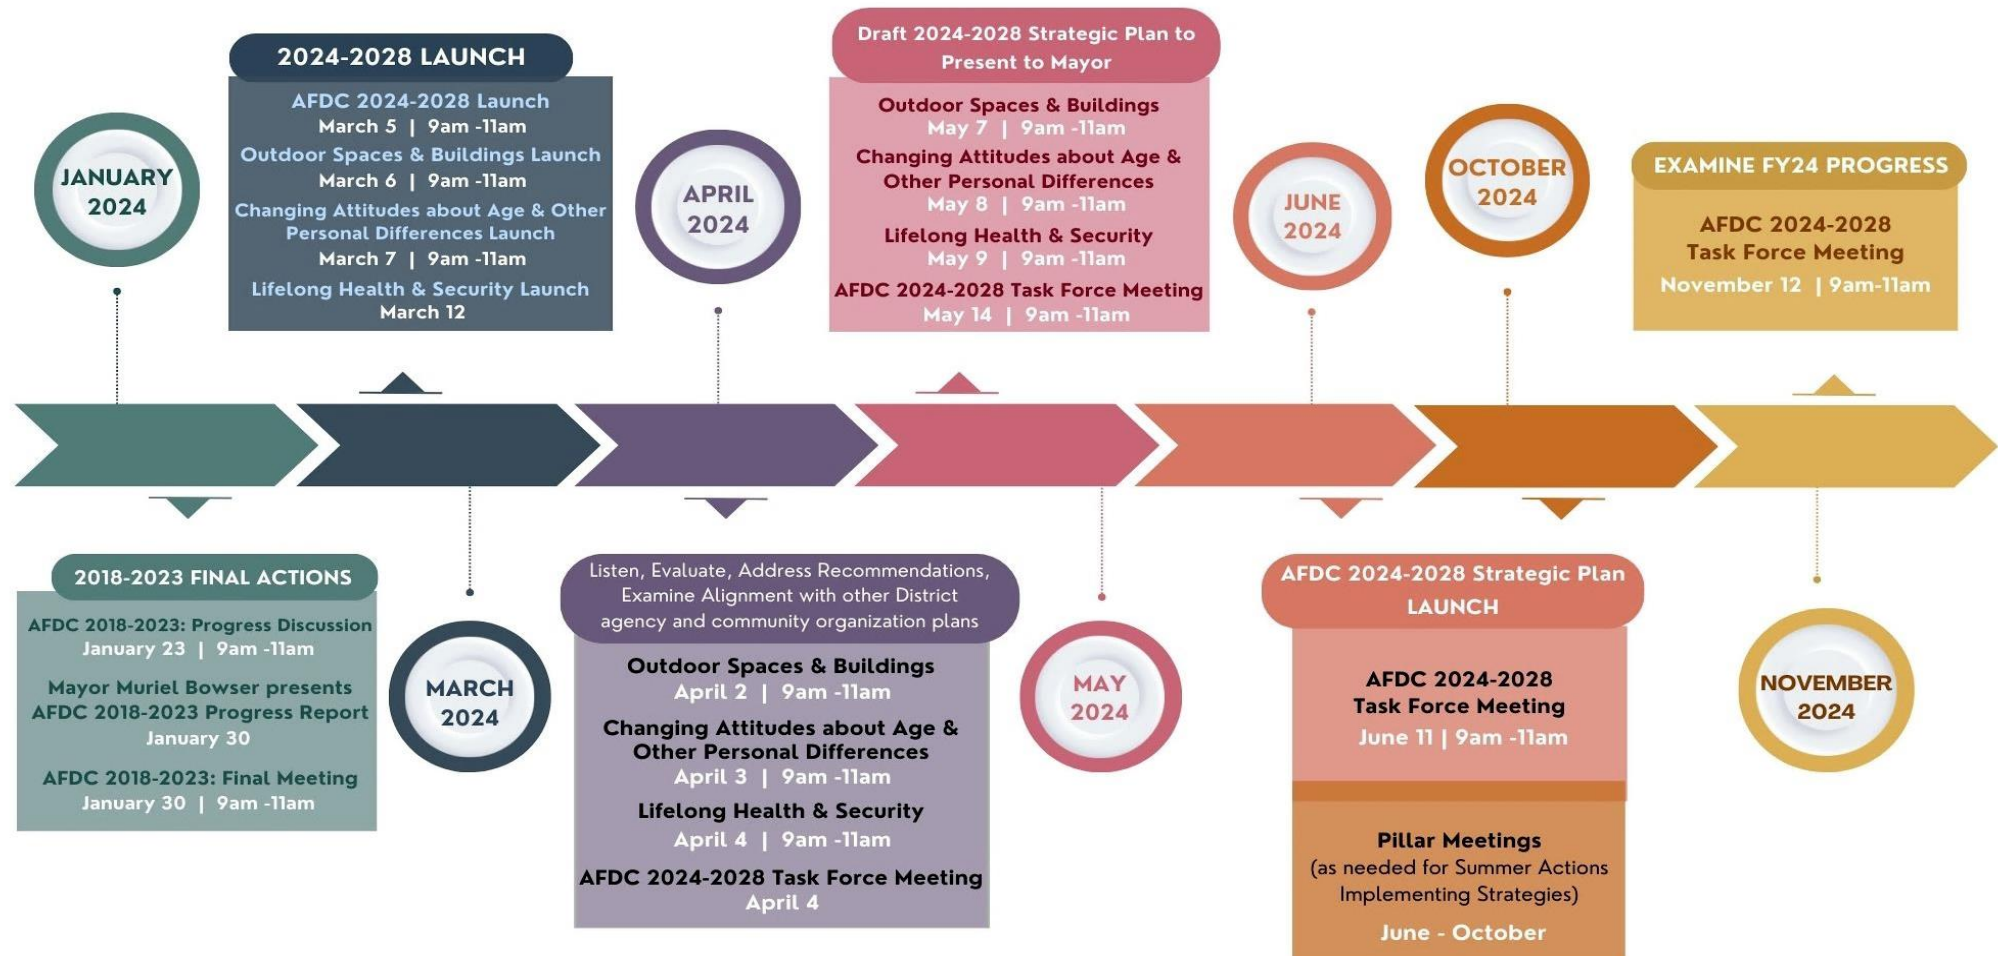 JANUARY
2024
2018-2023 FINAL ACTIONS
AFDC 2018-2023: Progress Discussion
January 23 | 9am -11am
Mayor Muriel Bowser presents
AFDC 2018-2023 Progress Report
January 30
AFDC 2018-2023: Final Meeting
January 30 | 9am -11am
2024-2028 LAUNCH
AFDC 2024-2028 Launch
March 5 | 9am -11am
Outdoor Spaces & Buildings Launch
March 6 | 9am -11am
Changing Attitudes about Age & Other
Personal Differences Launch
March 7 | 9am -11am
Lifelong Health & Security Launch
March 12
MARCH
2024
APRIL
2024
Listen, Evaluate, Address Recommendations,
Examine Alignment with other District
agency and community organization plans
Outdoor Spaces & Buildings
April 2 | 9am -11am
Changing Attitudes about Age &
Other Personal Differences
April 3 | 9am -11am
Lifelong Health & Security
April 4 | 9am -11am
AFDC 2024-2028 Task Force Meeting
April 4
Draft 2024-2028 Strategic Plan to
Present to Mayor
Outdoor Spaces & Buildings
May 7 | 9am -11am
Changing Attitudes about Age &
Other Personal Differences
May 8 | 9am -11am
Lifelong Health & Security
May 9 | 9am -11am
AFDC 2024-2028 Task Force Meeting
May 14 | 9am -11am
MAY
2024
JUNE
2024
AFDC 2024-2028 Strategic Plan
LAUNCH
AFDC 2024-2028
Task Force Meeting
June 11 | 9am -11am
OCTOBER
2024
Pillar Meetings
(as needed for Summer Actions
Implementing Strategies)
June - October
EXAMINE FY24 PROGRESS
AFDC 2024-2028
Task Force Meeting
November 12 | 9am-11am
NOVEMBER
2024